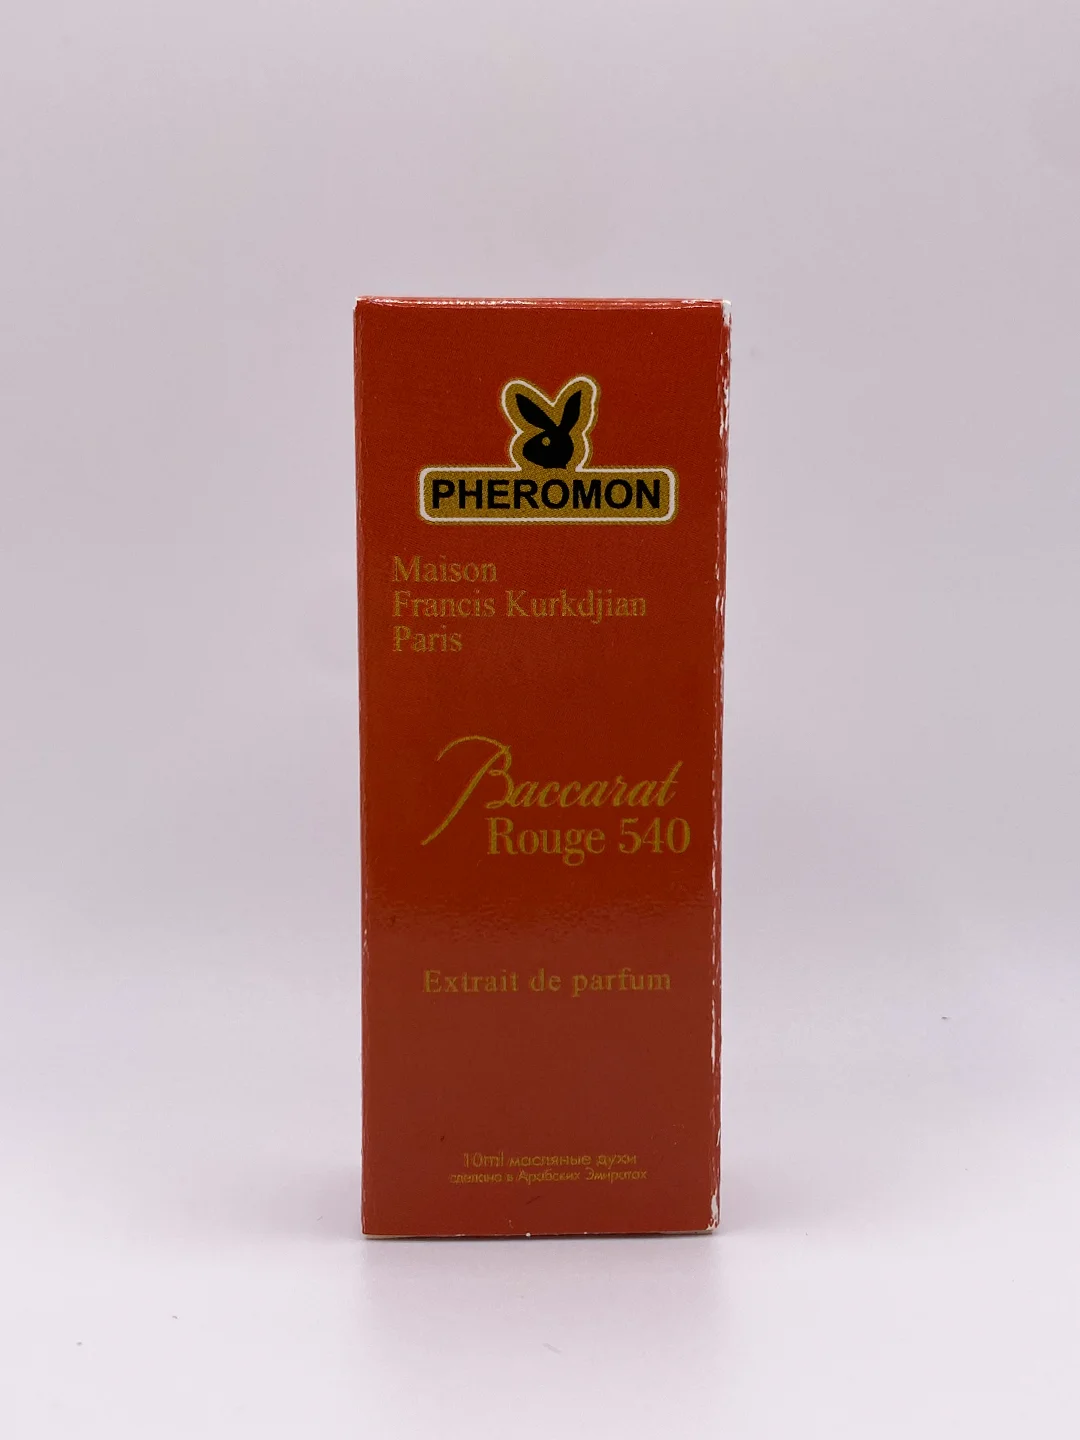 PHEROMON
Maison
Francis Kurkdjian
Paris
Baccarat
Rouge 540
Extrait de parfum
10ml масляные духи
сделано в Арабских Эмиратах